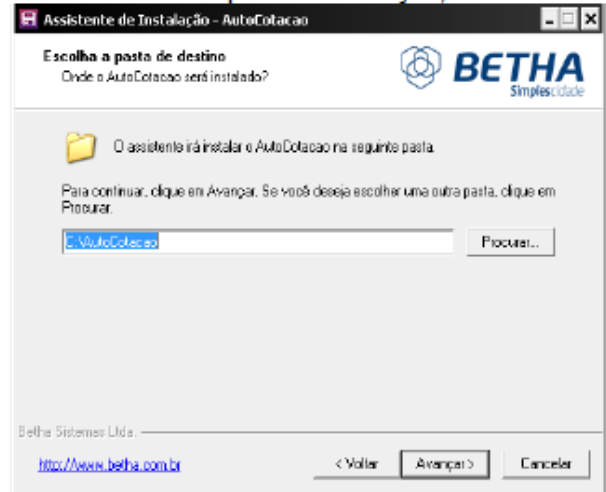 Assistente de Instalação - AutoCotacao
Escolha a pasta de destino
Onde o AutoCotacao será instalado?
BETHA
Simplescidade
O assistente irá instalar o AutoCotacao na seguinte pasta.
Para continuar, clique em Avançar. Se você deseja escolher uma outra pasta, clique em
Procurar.
C:\AutoCotacao
Procurar...
Betha Sistemas Ltda.
http://www.betha.com.br
< Voltar
Avançar >
Cancelar